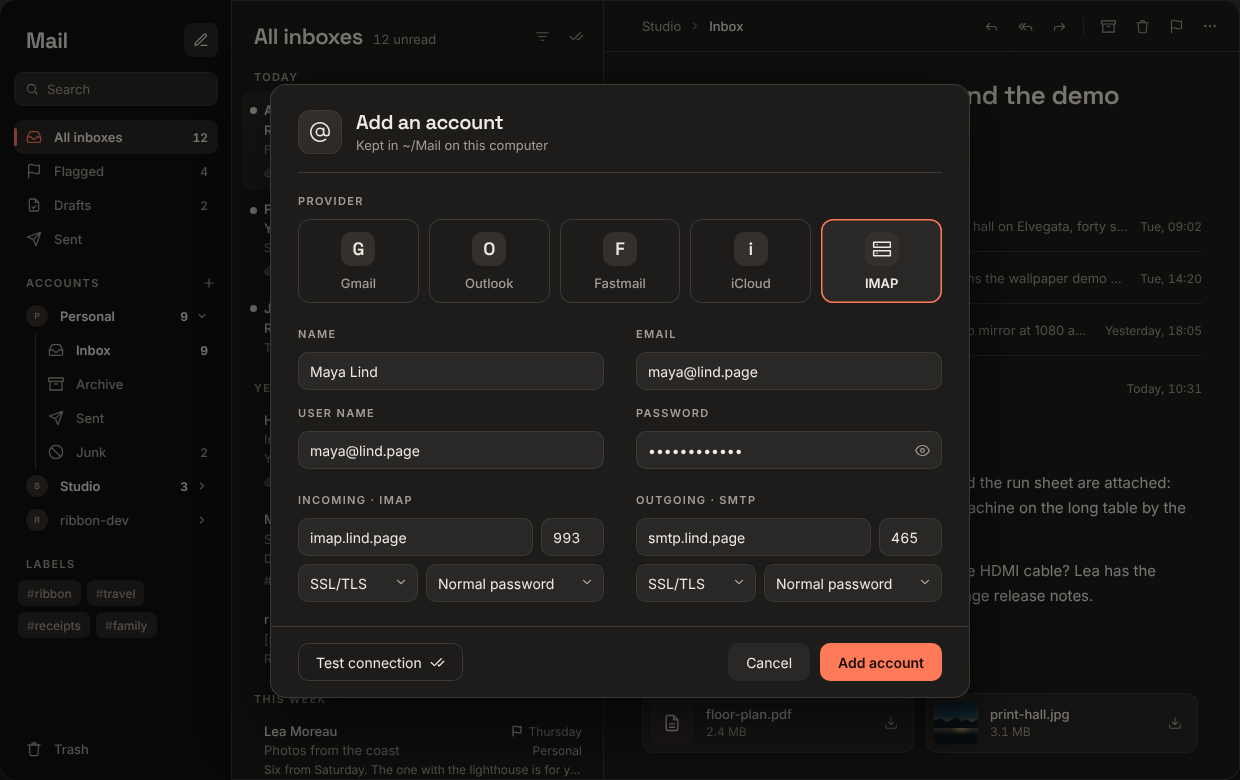 Mail
Search
All inboxes 12
Flagged 4
Drafts 2
Sent
ACCOUNTS
P Personal 9
Inbox 9
Archive
Sent
Junk 2
S Studio 3
R ribbon-dev
LABELS
#ribbon #travel
#receipts #family
Trash
All inboxes 12 unread
TODAY
THIS WEEK
Lea Moreau Thursday
Photos from the coast Personal
Six from Saturday. The one with the lighthouse is for y...
Studio Inbox
nd the demo
hall on Elvegata, forty s... Tue, 09:02
the wallpaper demo ... Tue, 14:20
mirror at 1080 a... Yesterday, 18:05
Today, 10:31
the run sheet are attached:
on the long table by the
HDMI cable? Lea has the
release notes.
floor-plan.pdf
2.4 MB
print-hall.jpg
3.1 MB
Add an account
Kept in ~/Mail on this computer
PROVIDER
G O F i
Gmail Outlook Fastmail iCloud IMAP
NAME EMAIL
Maya Lind maya@lind.page
USER NAME PASSWORD
maya@lind.page ••••••••••••
INCOMING · IMAP OUTGOING · SMTP
imap.lind.page 993 smtp.lind.page 465
SSL/TLS Normal password SSL/TLS Normal password
Test connection Cancel Add account